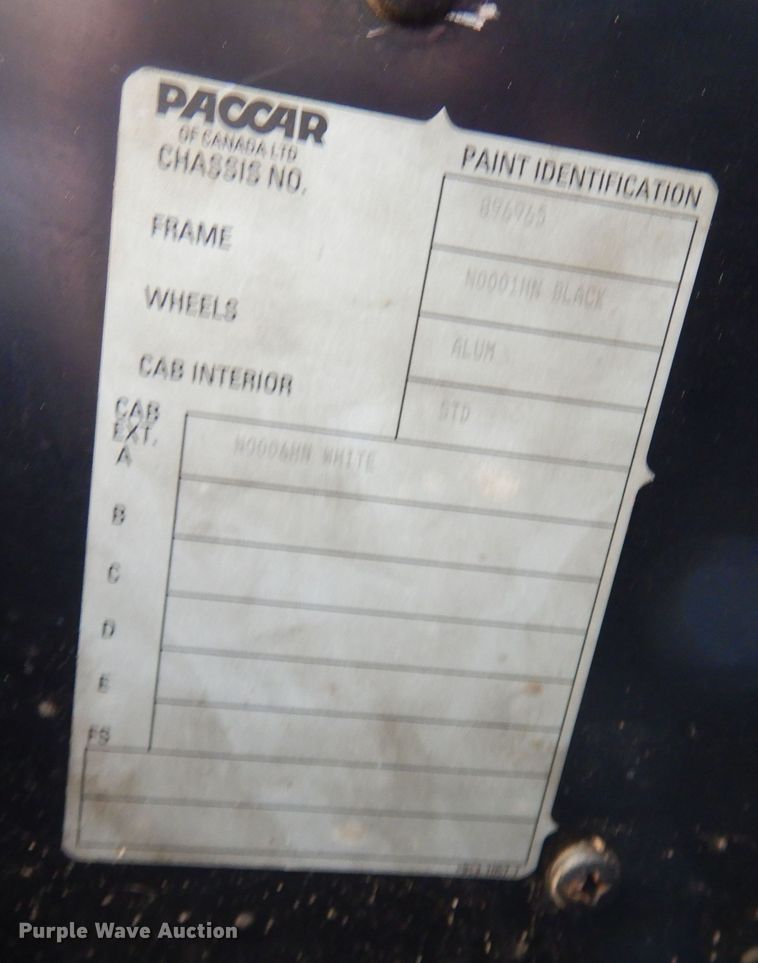 PACCAR
OF CANADA LTD
PAINT IDENTIFICATION
CHASSIS NO. 896965
FRAME N0001HN BLACK
WHEELS ALUM
CAB INTERIOR STD
CAB
EXT.
A N0006HN WHITE
B
C
D
E
FS
Purple Wave Auction